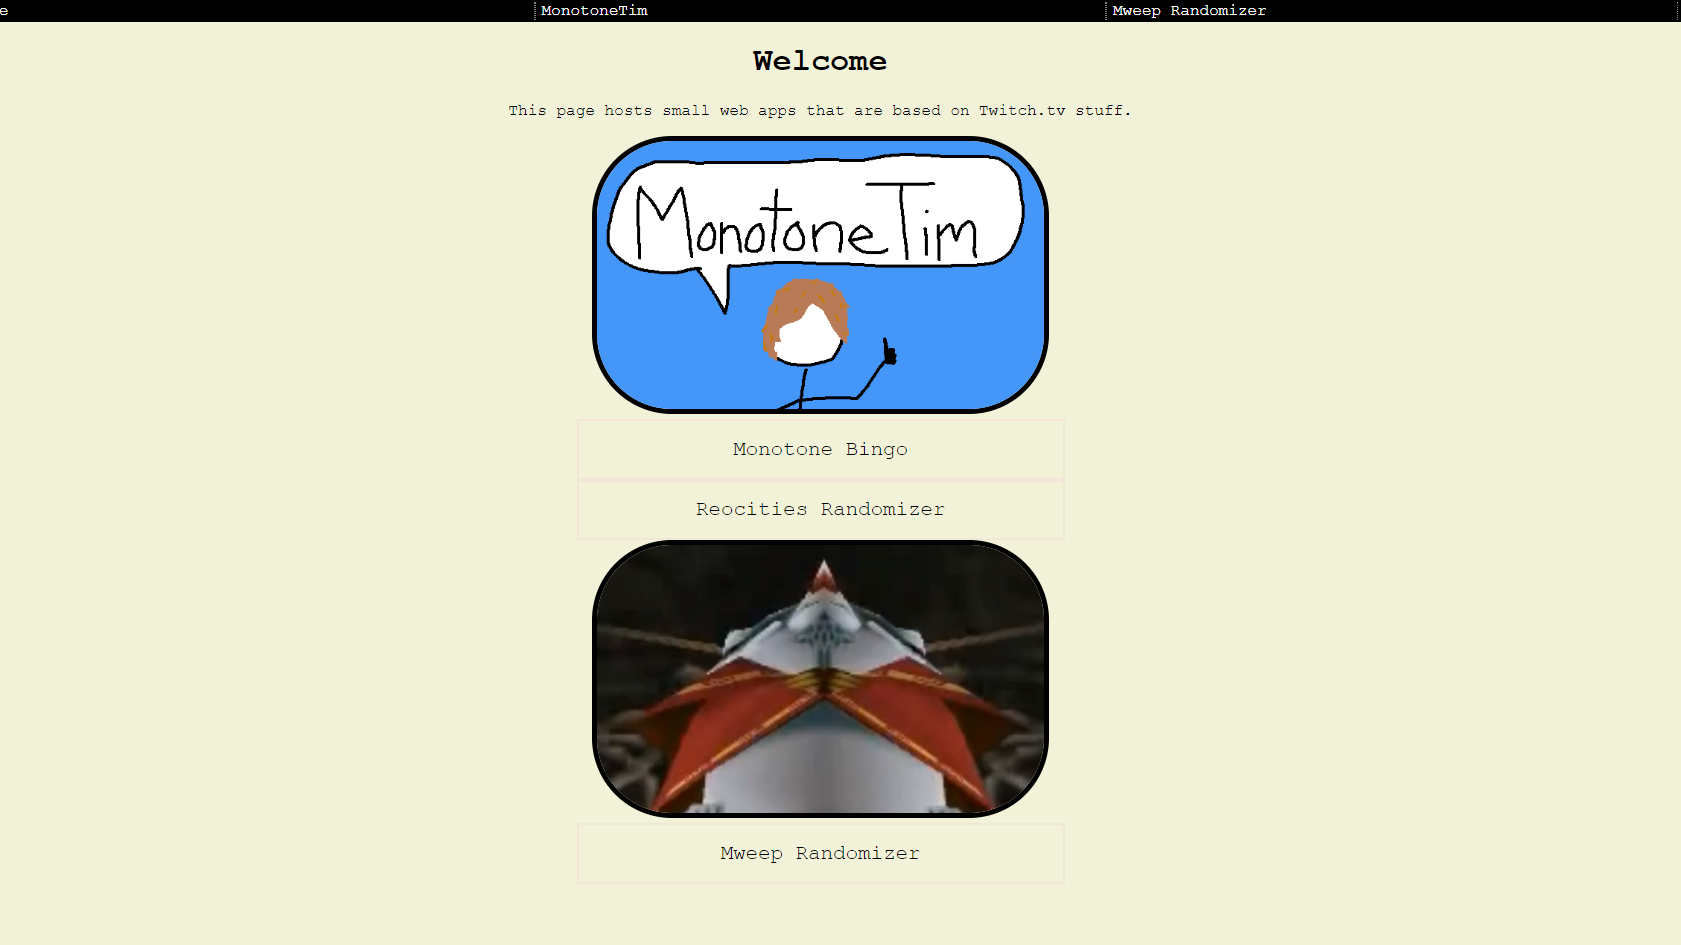 e
MonotoneTim
Mweep Randomizer
Welcome
This page hosts small web apps that are based on Twitch.tv stuff.
MonotoneTim
Monotone Bingo
Reocities Randomizer
Mweep Randomizer